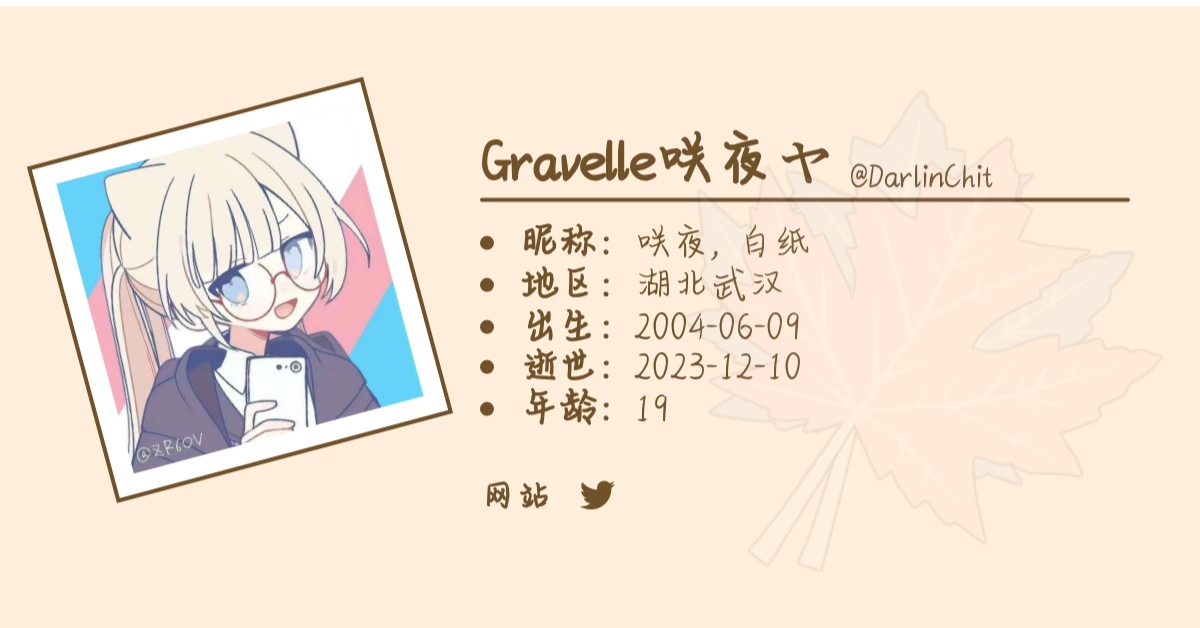 Gravelle咲夜ヤ @DarlinChit
• 昵称：咲夜，白纸
• 地区：湖北武汉
• 出生：2004-06-09
• 逝世：2023-12-10
• 年龄：19
@ZR6OV
网站